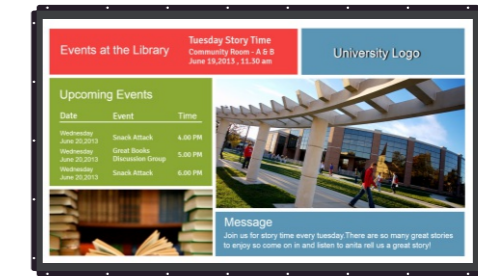 Events at the Library
Tuesday Story Time
Community Room - A & B
June 19,2013 , 11.30 am
University Logo
Upcoming Events
Date Event Time
Wednesday
June 20,2013 Snack Attack 4.00 PM
Wednesday
June 20,2013 Great Books
Discussion Group 5.00 PM
Wednesday
June 20,2013 Snack Attack 6.00 PM
Message
Join us for story time every tuesday,There are so many great stories
to enjoy so come on in and listen to anita rell us a great story!